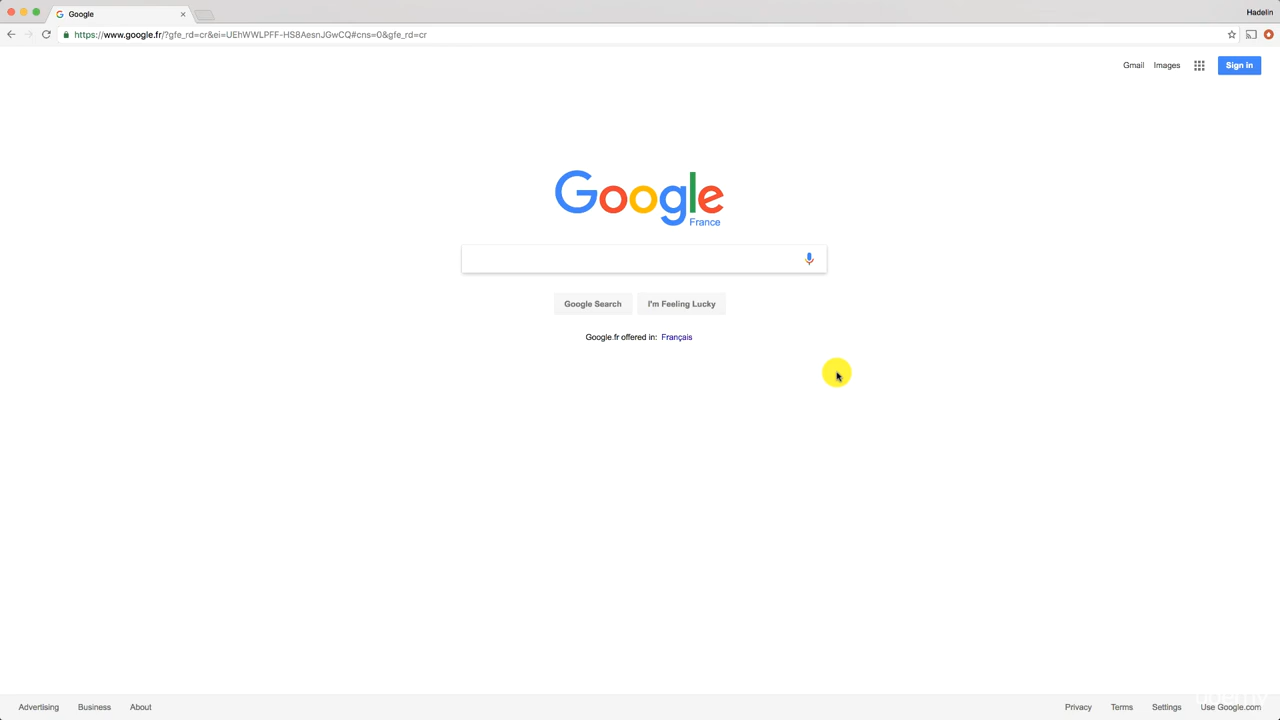 Google
Hadelin
https://www.google.fr/?gfe_rd=cr&ei=UEhWWLPFF-HS8AesnJGwCQ#cns=0&gfe_rd=cr
Gmail Images Sign in
Google
France
Google Search I'm Feeling Lucky
Google.fr offered in: Français
Advertising Business About Privacy Terms Settings Use Google.com
udemy